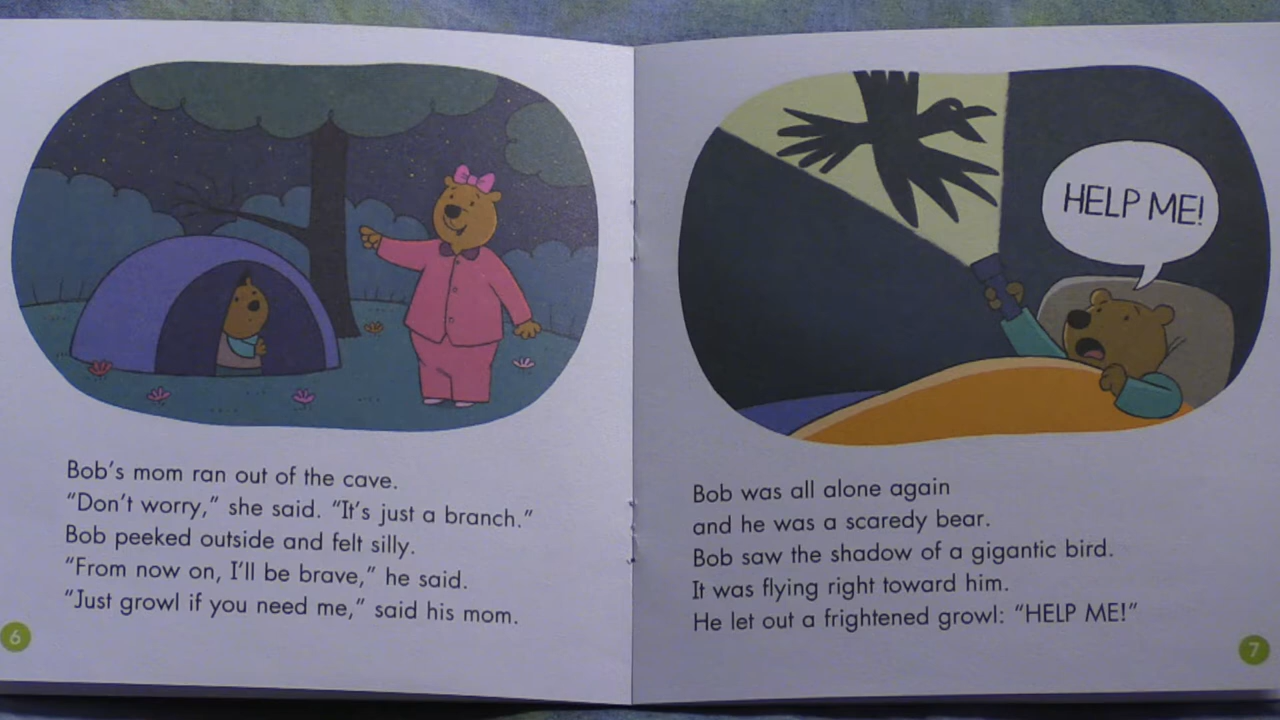 Bob's mom ran out of the cave.
"Don't worry," she said. "It's just a branch."
Bob peeked outside and felt silly.
"From now on, I'll be brave," he said.
"Just growl if you need me," said his mom.
6
HELP ME!
Bob was all alone again
and he was a scaredy bear.
Bob saw the shadow of a gigantic bird.
It was flying right toward him.
He let out a frightened growl: "HELP ME!"
7